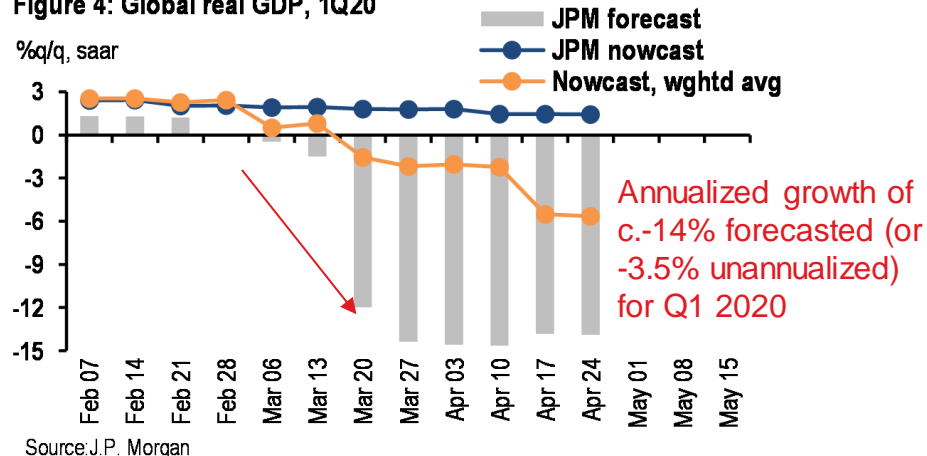 Figure 4: Global real GDP, 1Q20
JPM forecast
%q/q, saar
JPM nowcast
Nowcast, wghtd avg
3
0
-3
-6
-9
-12
-15
Annualized growth of
c.-14% forecasted (or
-3.5% unannualized)
for Q1 2020
Feb 07
Feb 14
Feb 21
Feb 28
Mar 06
Mar 13
Mar 20
Mar 27
Apr 03
Apr 10
Apr 17
Apr 24
May 01
May 08
May 15
Source:J.P. Morgan